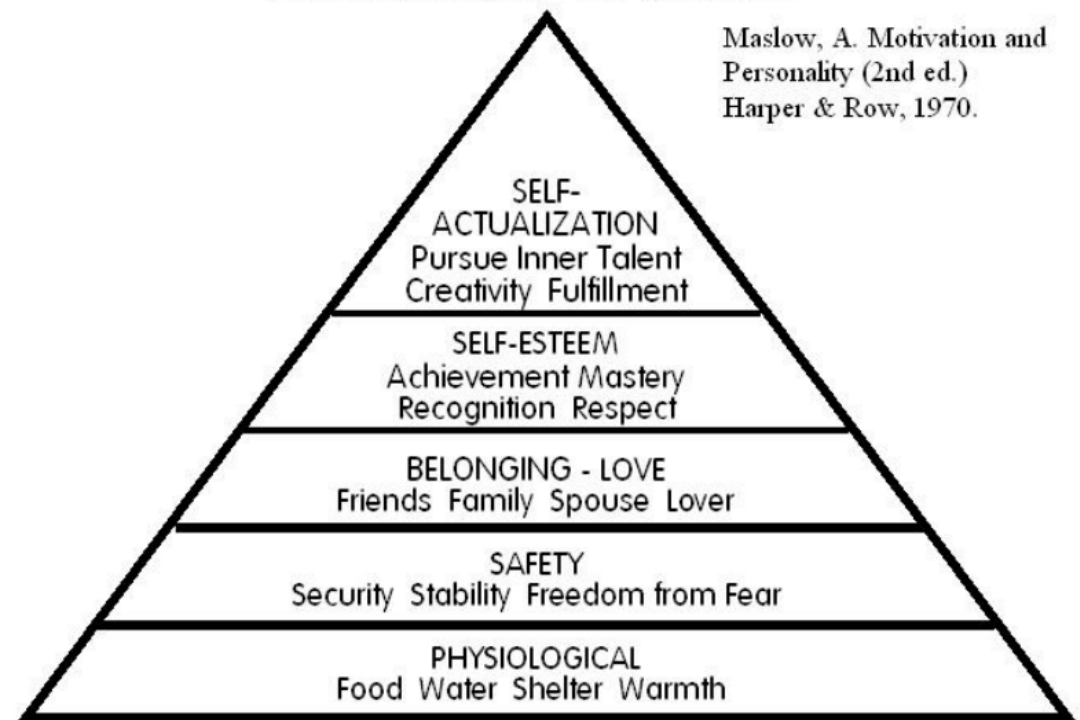 Maslow, A. Motivation and
Personality (2nd ed.)
Harper & Row, 1970.
SELF-
ACTUALIZATION
Pursue Inner Talent
Creativity Fulfillment
SELF-ESTEEM
Achievement Mastery
Recognition Respect
BELONGING - LOVE
Friends Family Spouse Lover
SAFETY
Security Stability Freedom from Fear
PHYSIOLOGICAL
Food Water Shelter Warmth